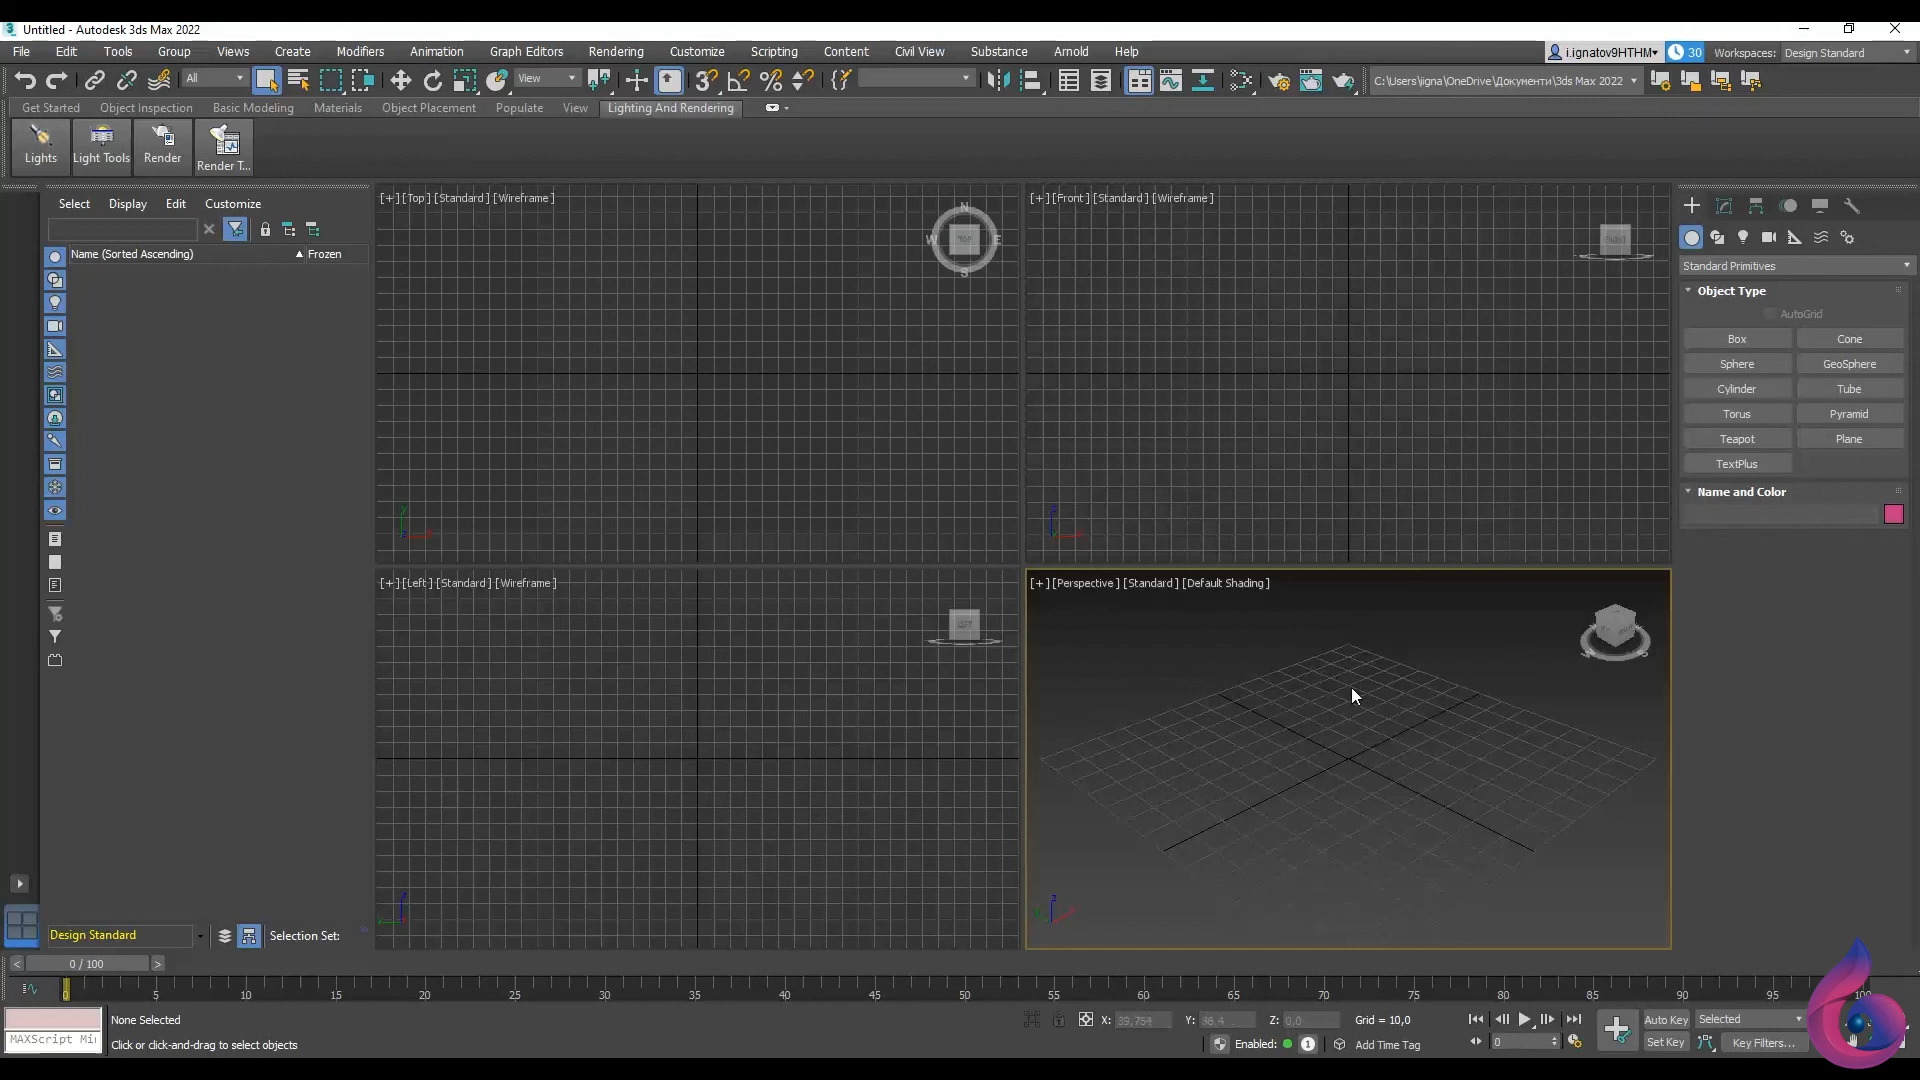 Untitled - Autodesk 3ds Max 2022
File Edit Tools Group Views Create Modifiers Animation Graph Editors Rendering Customize Scripting Content Civil View Substance Arnold Help
i.ignatov9HTHM 30 Workspaces: Design Standard
All View C:\Users\igna\OneDrive\Документи\3ds Max 2022
Get Started Object Inspection Basic Modeling Materials Object Placement Populate View Lighting And Rendering
Lights Light Tools Render Render T...
Select Display Edit Customize
Name (Sorted Ascending) Frozen
[+] [Top] [Standard] [Wireframe]
N
W TOP E
S
[+] [Front] [Standard] [Wireframe]
FRONT
Standard Primitives
Object Type
AutoGrid
Box Cone
Sphere GeoSphere
Cylinder Tube
Torus Pyramid
Teapot Plane
TextPlus
Name and Color
[+] [Left] [Standard] [Wireframe]
LEFT
[+] [Perspective] [Standard] [Default Shading]
Design Standard Selection Set:
< 0 / 100 >
0 5 10 15 20 25 30 35 40 45 50 55 60 65 70 75 80 85 90 95 100
None Selected
X: 39,754 Y: 38,4 Z: 0,0 Grid = 10,0
Auto Key Selected
MAXScript Mi
Click or click-and-drag to select objects
Enabled: 1 Add Time Tag
0 Set Key Key Filters...